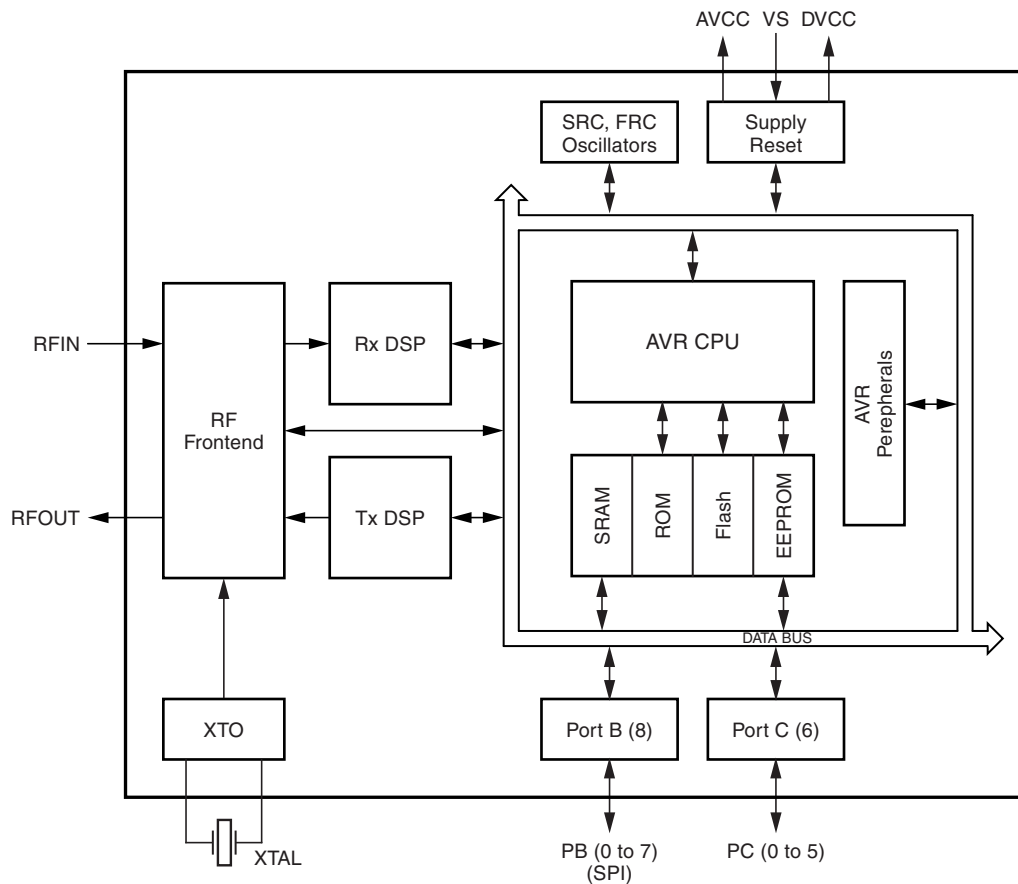 AVCC VS DVCC
SRC, FRC
Oscillators
Supply
Reset
RFIN
RF
Frontend
Rx DSP
AVR CPU
AVR
Perepherals
RFOUT
Tx DSP
SRAM
ROM
Flash
EEPROM
DATA BUS
XTO
Port B (8)
Port C (6)
XTAL
PB (0 to 7)
(SPI)
PC (0 to 5)